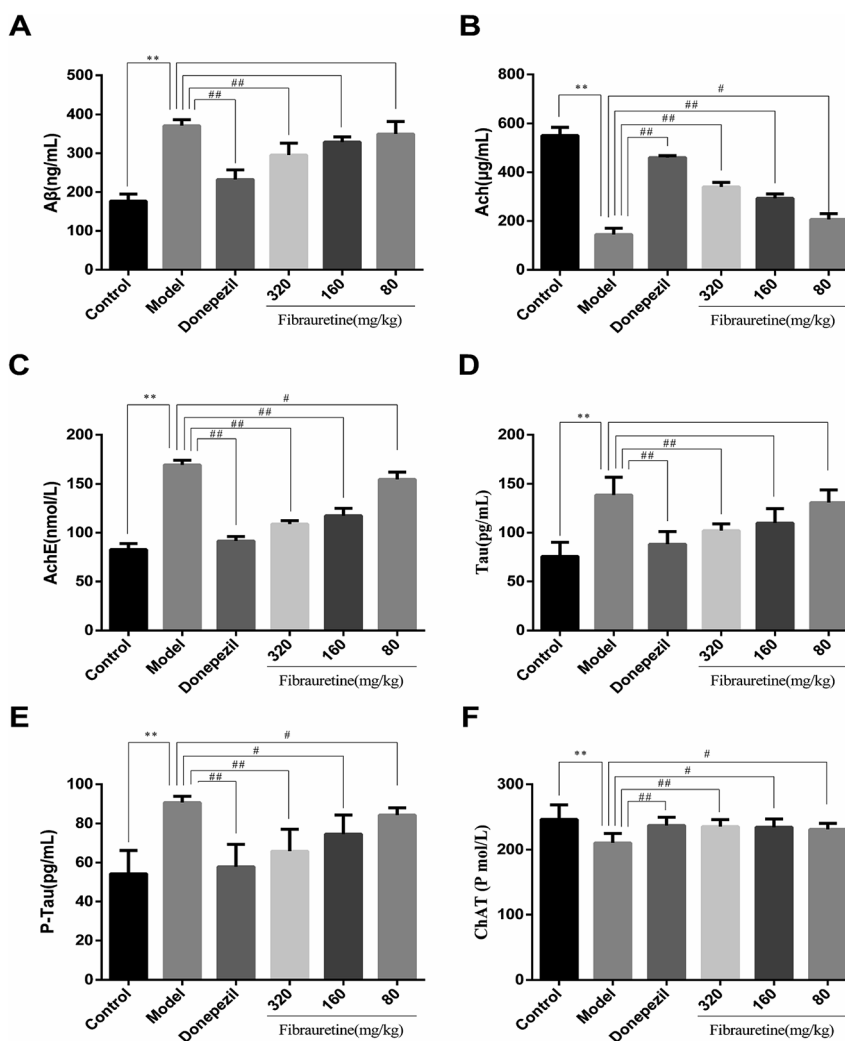 A
**
##
##
500
400
300
200
100
0
Aβ(ng/mL)
Control
Model
Donepezil
320
160
80
Fibrauretine(mg/kg)
B
**
#
##
##
##
800
600
400
200
0
Ach(μg/mL)
Control
Model
Donepezil
320
160
80
Fibrauretine(mg/kg)
C
**
#
##
##
##
200
150
100
50
0
AchE(nmol/L)
Control
Model
Donepezil
320
160
80
Fibrauretine(mg/kg)
D
**
##
##
200
150
100
50
0
Tau(pg/mL)
Control
Model
Donepezil
320
160
80
Fibrauretine(mg/kg)
E
**
#
#
##
##
100
80
60
40
20
0
P-Tau(pg/mL)
Control
Model
Donepezil
320
160
80
Fibrauretine(mg/kg)
F
**
#
#
##
##
300
200
100
0
ChAT (P mol/L)
Control
Model
Donepezil
320
160
80
Fibrauretine(mg/kg)